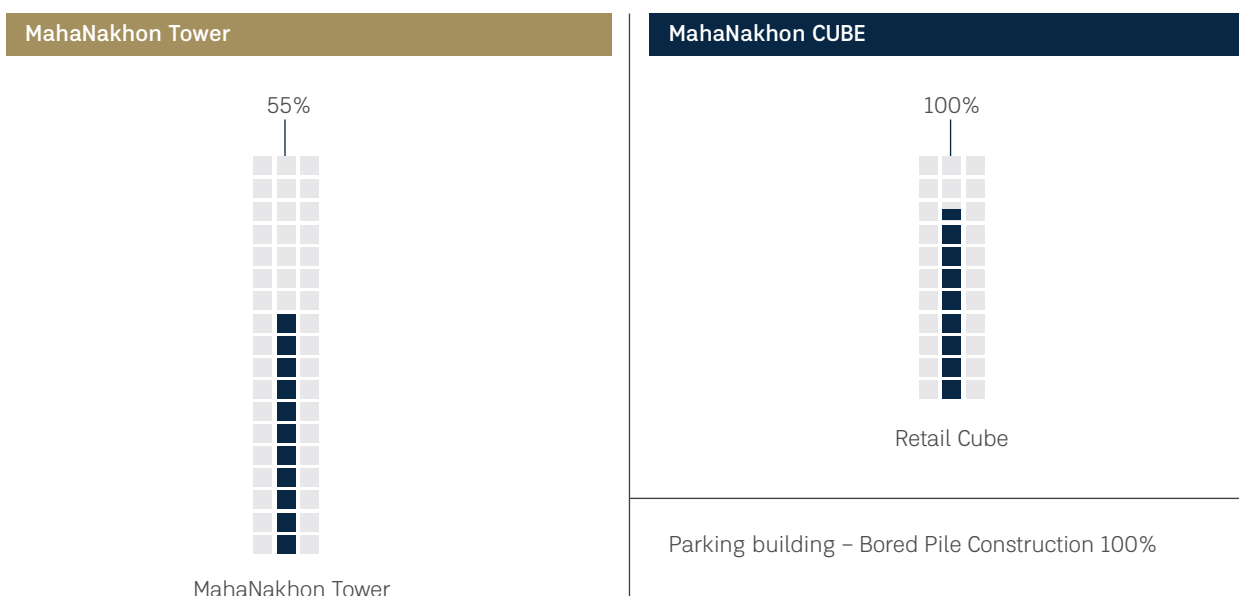 MahaNakhon Tower
55%
MahaNakhon Tower
MahaNakhon CUBE
100%
Retail Cube
Parking building – Bored Pile Construction 100%